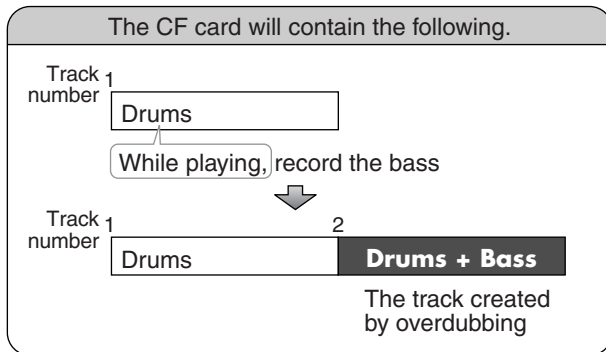 The CF card will contain the following.
Track
number
1
Drums
While playing, record the bass
Track
number
1
2
Drums
Drums + Bass
The track created
by overdubbing